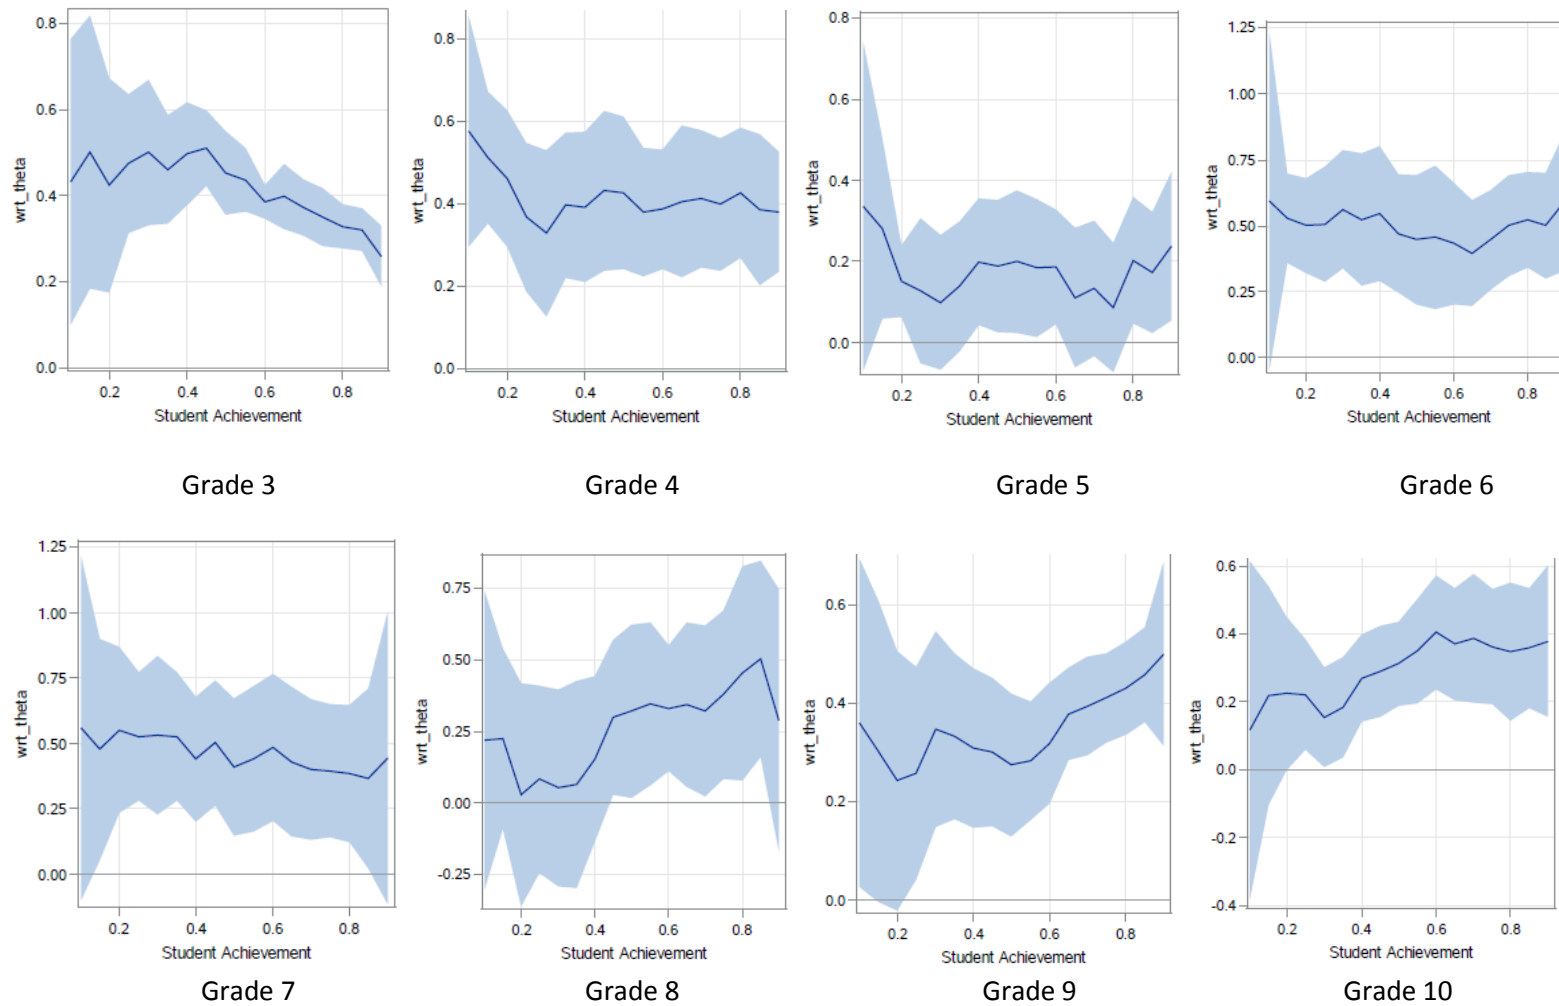 0.8
0.6
0.4
0.2
0.0
wrt_theta
0.2 0.4 0.6 0.8
Student Achievement
Grade 3
0.8
0.6
0.4
0.2
0.0
wrt_theta
0.2 0.4 0.6 0.8
Student Achievement
Grade 4
0.8
0.6
0.4
0.2
0.0
wrt_theta
0.2 0.4 0.6 0.8
Student Achievement
Grade 5
1.25
1.00
0.75
0.50
0.25
0.00
wrt_theta
0.2 0.4 0.6 0.8
Student Achievement
Grade 6
1.25
1.00
0.75
0.50
0.25
0.00
wrt_theta
0.2 0.4 0.6 0.8
Student Achievement
Grade 7
0.75
0.50
0.25
0.00
-0.25
wrt_theta
0.2 0.4 0.6 0.8
Student Achievement
Grade 8
0.6
0.4
0.2
0.0
wrt_theta
0.2 0.4 0.6 0.8
Student Achievement
Grade 9
0.6
0.4
0.2
0.0
-0.2
-0.4
wrt_theta
0.2 0.4 0.6 0.8
Student Achievement
Grade 10